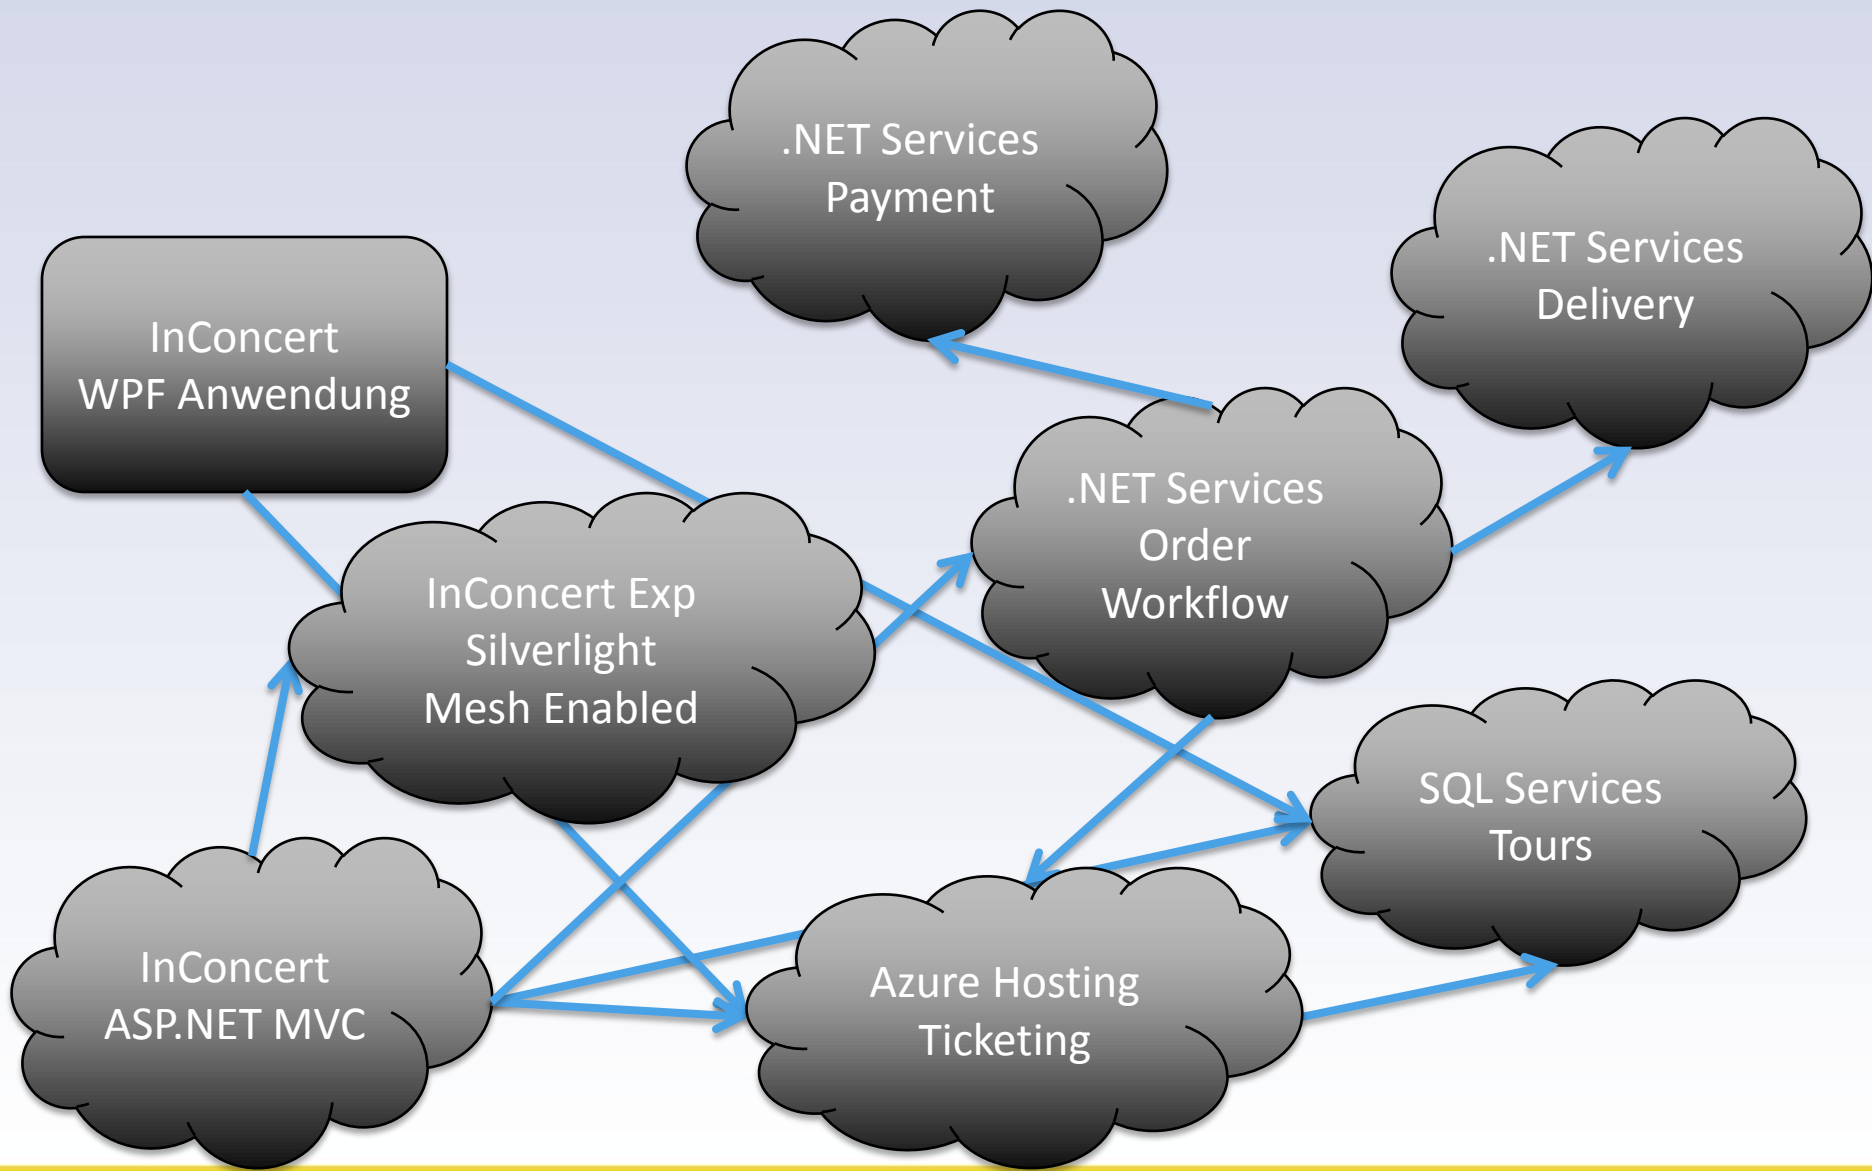 .NET Services
Payment
.NET Services
Delivery
InConcert
WPF Anwendung
.NET Services
Order
Workflow
InConcert Exp
Silverlight
Mesh Enabled
SQL Services
Tours
InConcert
ASP.NET MVC
Azure Hosting
Ticketing